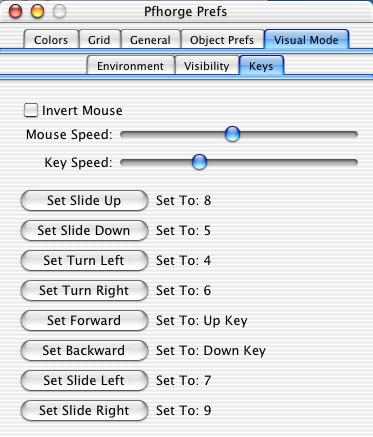 Pfhorge Prefs
Colors Grid General Object Prefs Visual Mode
Environment Visibility Keys
Invert Mouse
Mouse Speed:
Key Speed:
Set Slide Up Set To: 8
Set Slide Down Set To: 5
Set Turn Left Set To: 4
Set Turn Right Set To: 6
Set Forward Set To: Up Key
Set Backward Set To: Down Key
Set Slide Left Set To: 7
Set Slide Right Set To: 9